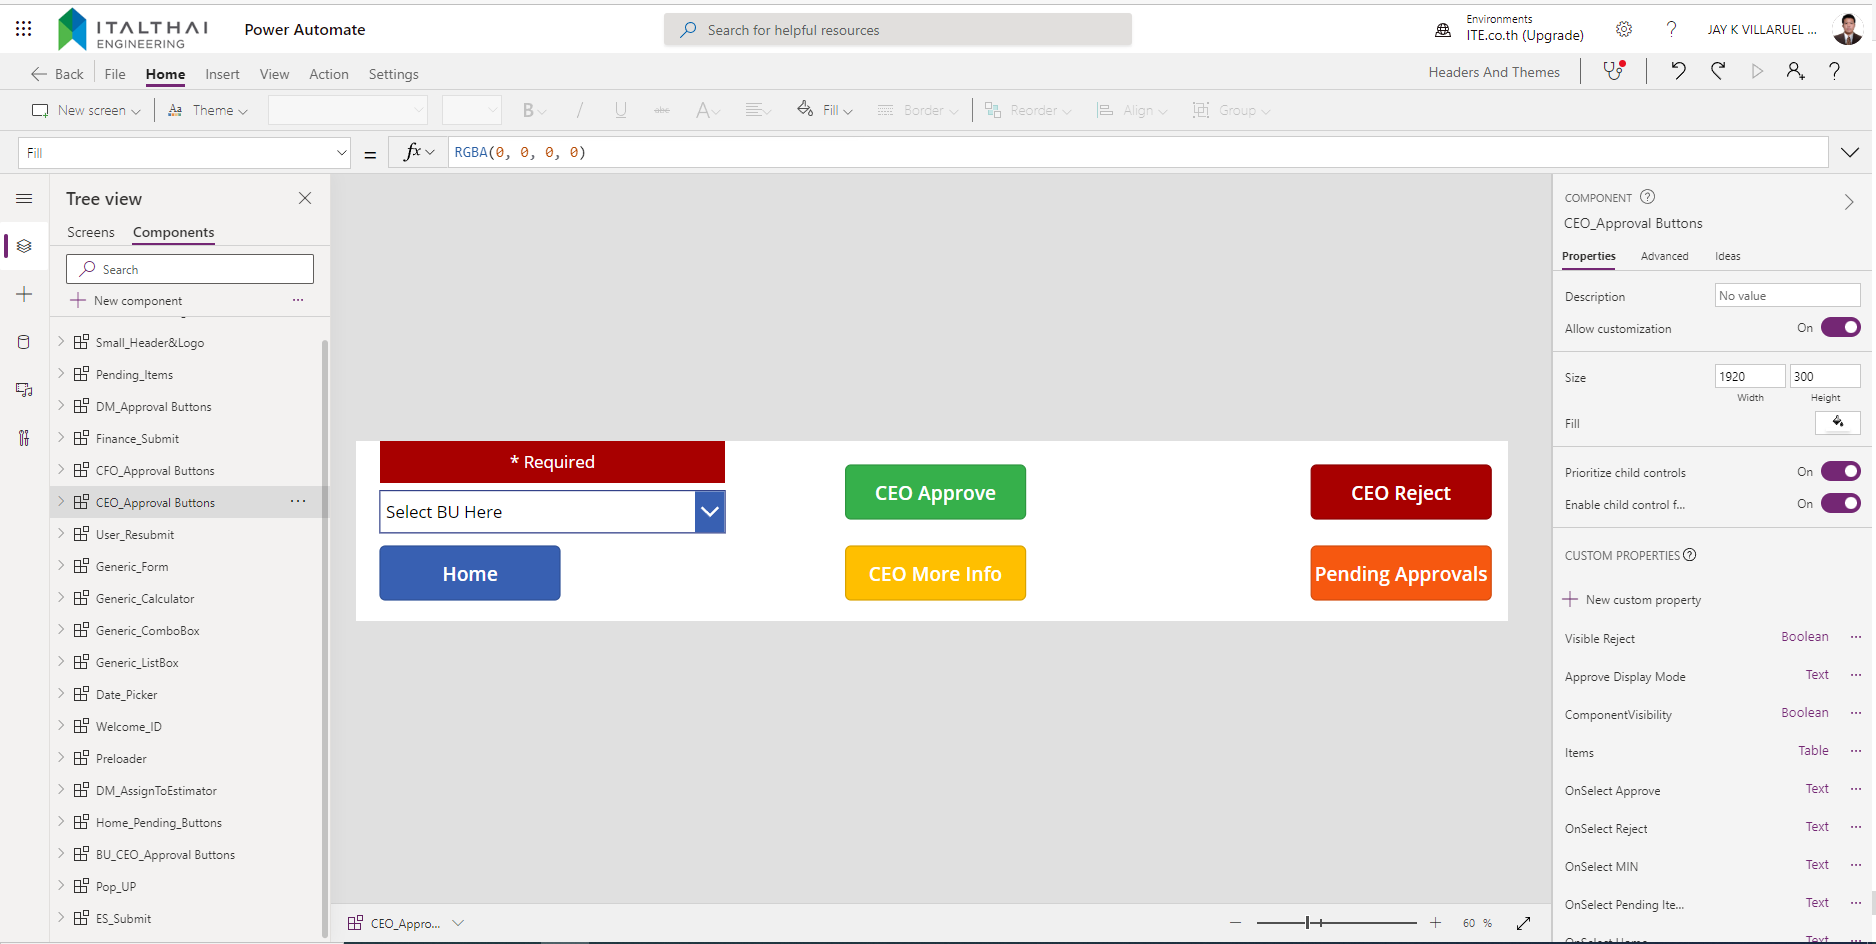 ITALTHAI
ENGINEERING
Power Automate
Search for helpful resources
Environments
ITE.co.th (Upgrade)
JAY K VILLARUEL ...
Back
File
Home
Insert
View
Action
Settings
Headers And Themes
New screen
Theme
B
/
U
abc
A
Fill
Border
Reorder
Align
Group
Fill
=
fx
RGBA(0, 0, 0, 0)
Tree view
Screens
Components
Search
New component
Small_Header&Logo
Pending_Items
DM_Approval Buttons
Finance_Submit
CFO_Approval Buttons
CEO_Approval Buttons
User_Resubmit
Generic_Form
Generic_Calculator
Generic_ComboBox
Generic_ListBox
Date_Picker
Welcome_ID
Preloader
DM_AssignToEstimator
Home_Pending_Buttons
BU_CEO_Approval Buttons
Pop_UP
ES_Submit
* Required
Select BU Here
Home
CEO Approve
CEO More Info
CEO Reject
Pending Approvals
CEO_Appro...
60 %
COMPONENT
CEO_Approval Buttons
Properties
Advanced
Ideas
Description
No value
Allow customization
On
Size
1920
300
Width
Height
Fill
Prioritize child controls
On
Enable child control f...
On
CUSTOM PROPERTIES
New custom property
Visible Reject
Boolean
Approve Display Mode
Text
ComponentVisibility
Boolean
Items
Table
OnSelect Approve
Text
OnSelect Reject
Text
OnSelect MIN
Text
OnSelect Pending Ite...
Text
OnSelect Home
Text